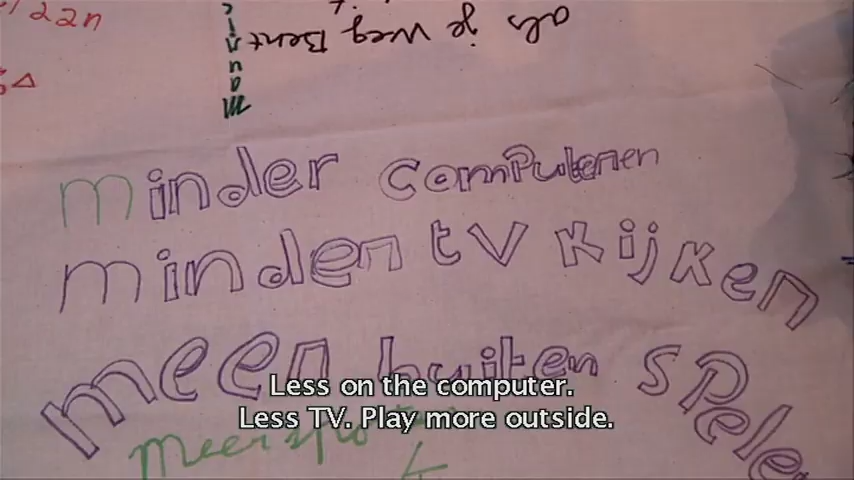 als je weg Bent
minder computeren
minder tv kijken
meer buiten spelen
Less on the computer.
Less TV. Play more outside.